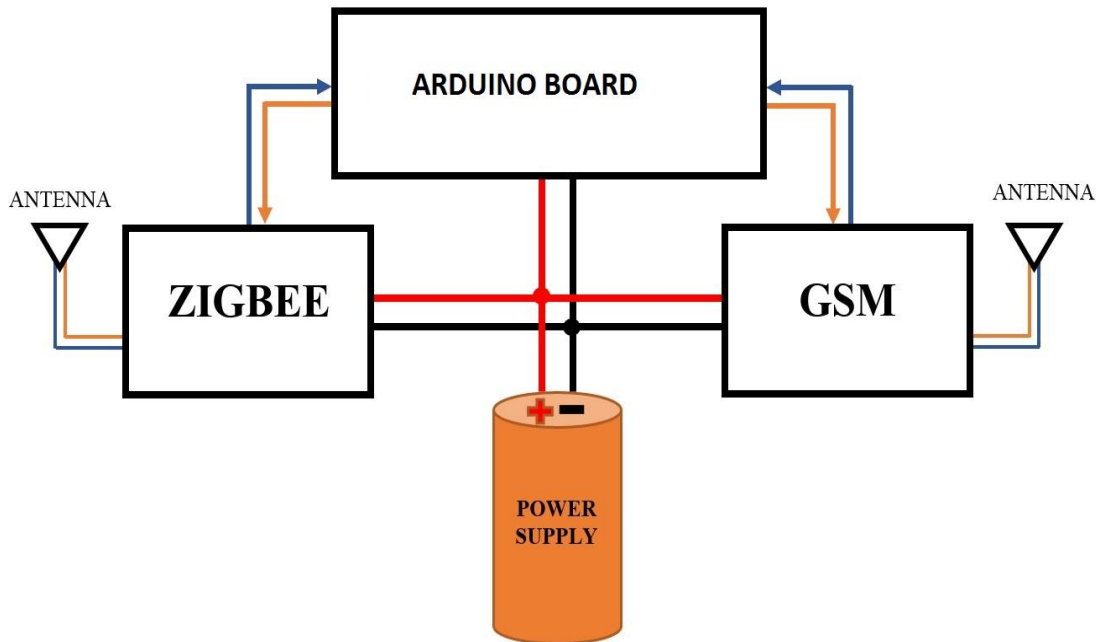 ARDUINO BOARD
ANTENNA
ANTENNA
ZIGBEE
GSM
POWER
SUPPLY